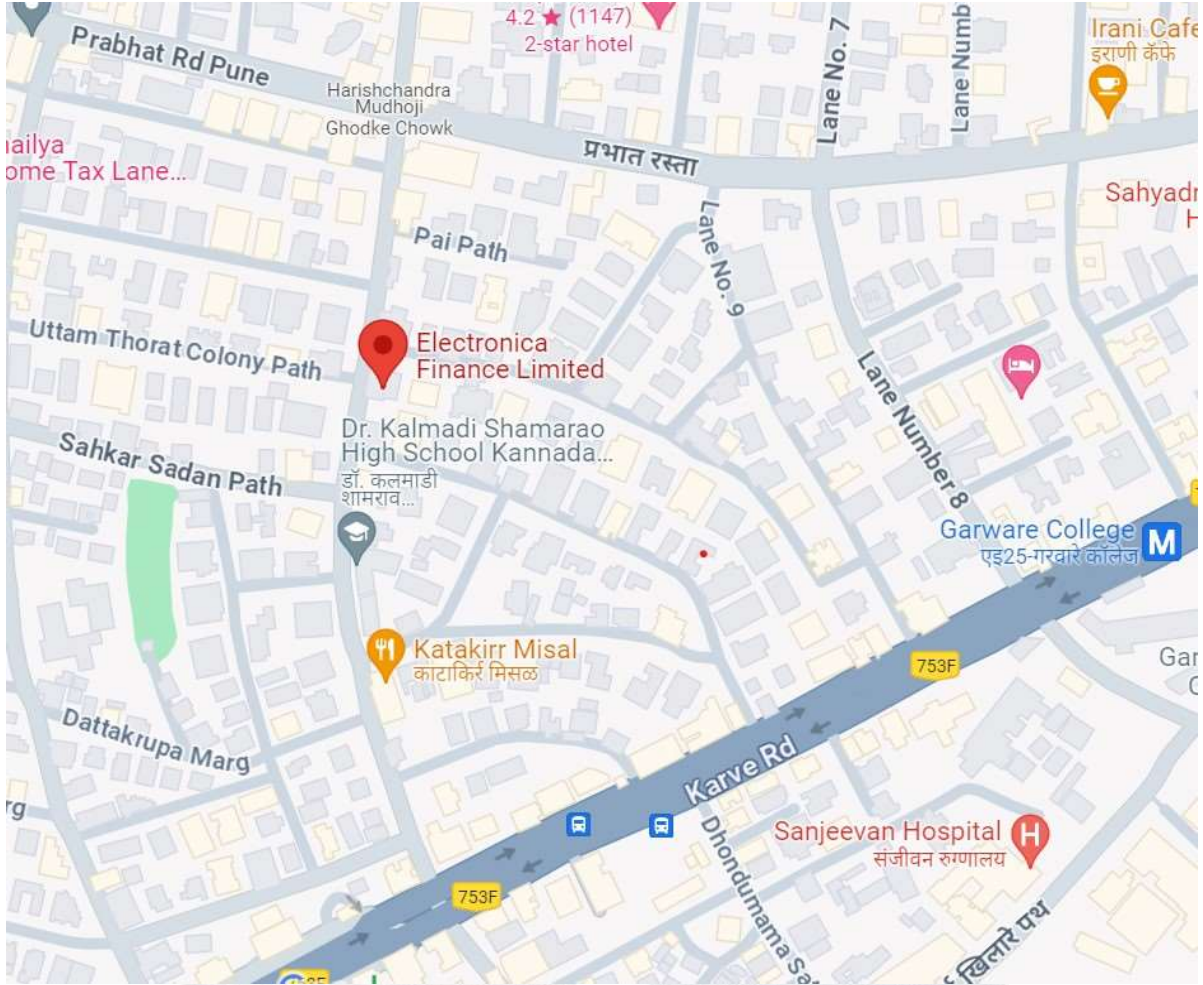 4.2 ★ (1147)
2-star hotel
Prabhat Rd Pune
Harishchandra
Mudhoji
Ghodke Chowk
Lane No. 7
Lane Numb
Irani Cafe
इराणी कॅफे
प्रभात रस्ता
ome Tax Lane...
Pai Path
Lane No. 9
Uttam Thorat Colony Path
Electronica
Finance Limited
Lane Number 8
Dr. Kalmadi Shamarao
High School Kannada...
डॉ. कलमाडी
शामराव...
Sahkar Sadan Path
Garware College
एइ25-गरवारे कॉलेज
M
Katakirr Misal
काटाकिर्र मिसळ
753F
Dattakrupa Marg
Karve Rd
Sanjeevan Hospital
संजीवन रुग्णालय
H
Dhondumama Sa
753F
खिलारे पथ